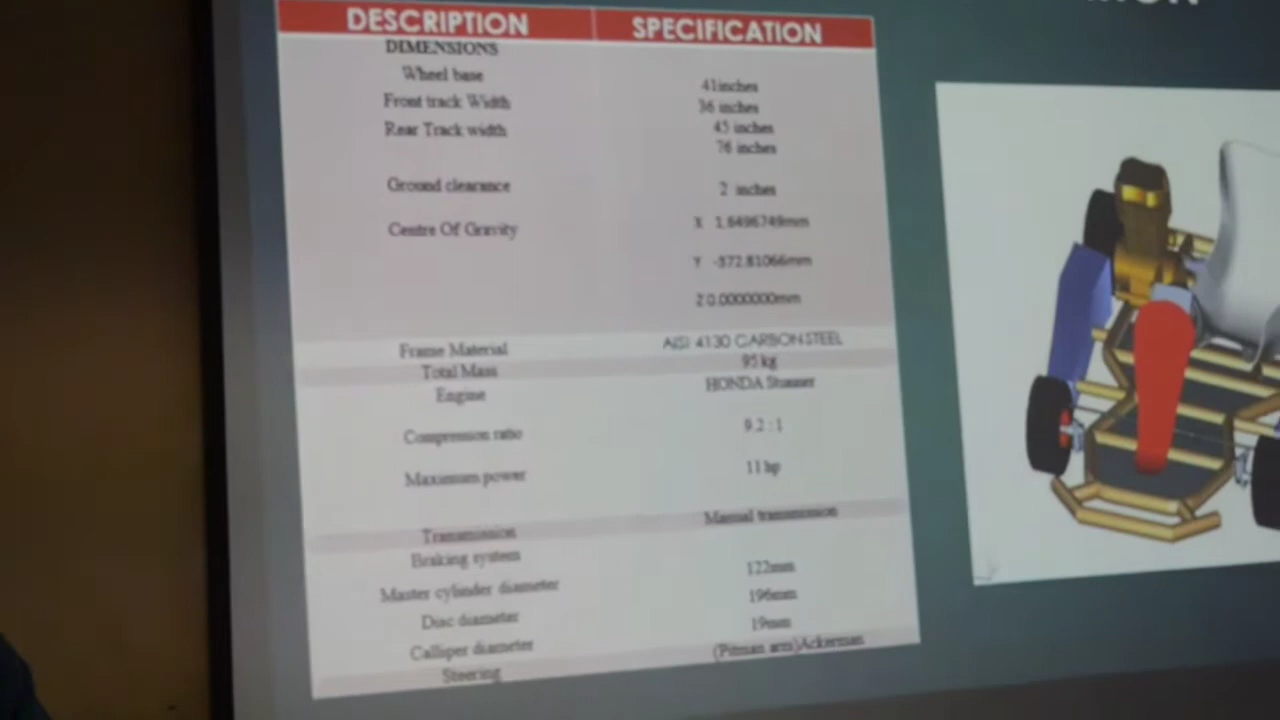 DESCRIPTION SPECIFICATION
DIMENSIONS
Wheel base 41inches
Front track Width 36 inches
Rear Track width 45 inches
76 inches
Ground clearance 2 inches
Centre Of Gravity X 1.6496749mm
Y -372.81066mm
Z 0.0000000mm
Frame Material AISI 4130 CARBON STEEL
Total Mass 95 kg
Engine HONDA Stunner
Compression ratio 9.2 : 1
Maximum power 11 hp
Transmission Manual transmission
Braking system
Master cylinder diameter 122mm
Disc diameter 196mm
Calliper diameter 19mm
Steering (Pitman arm)Ackerman